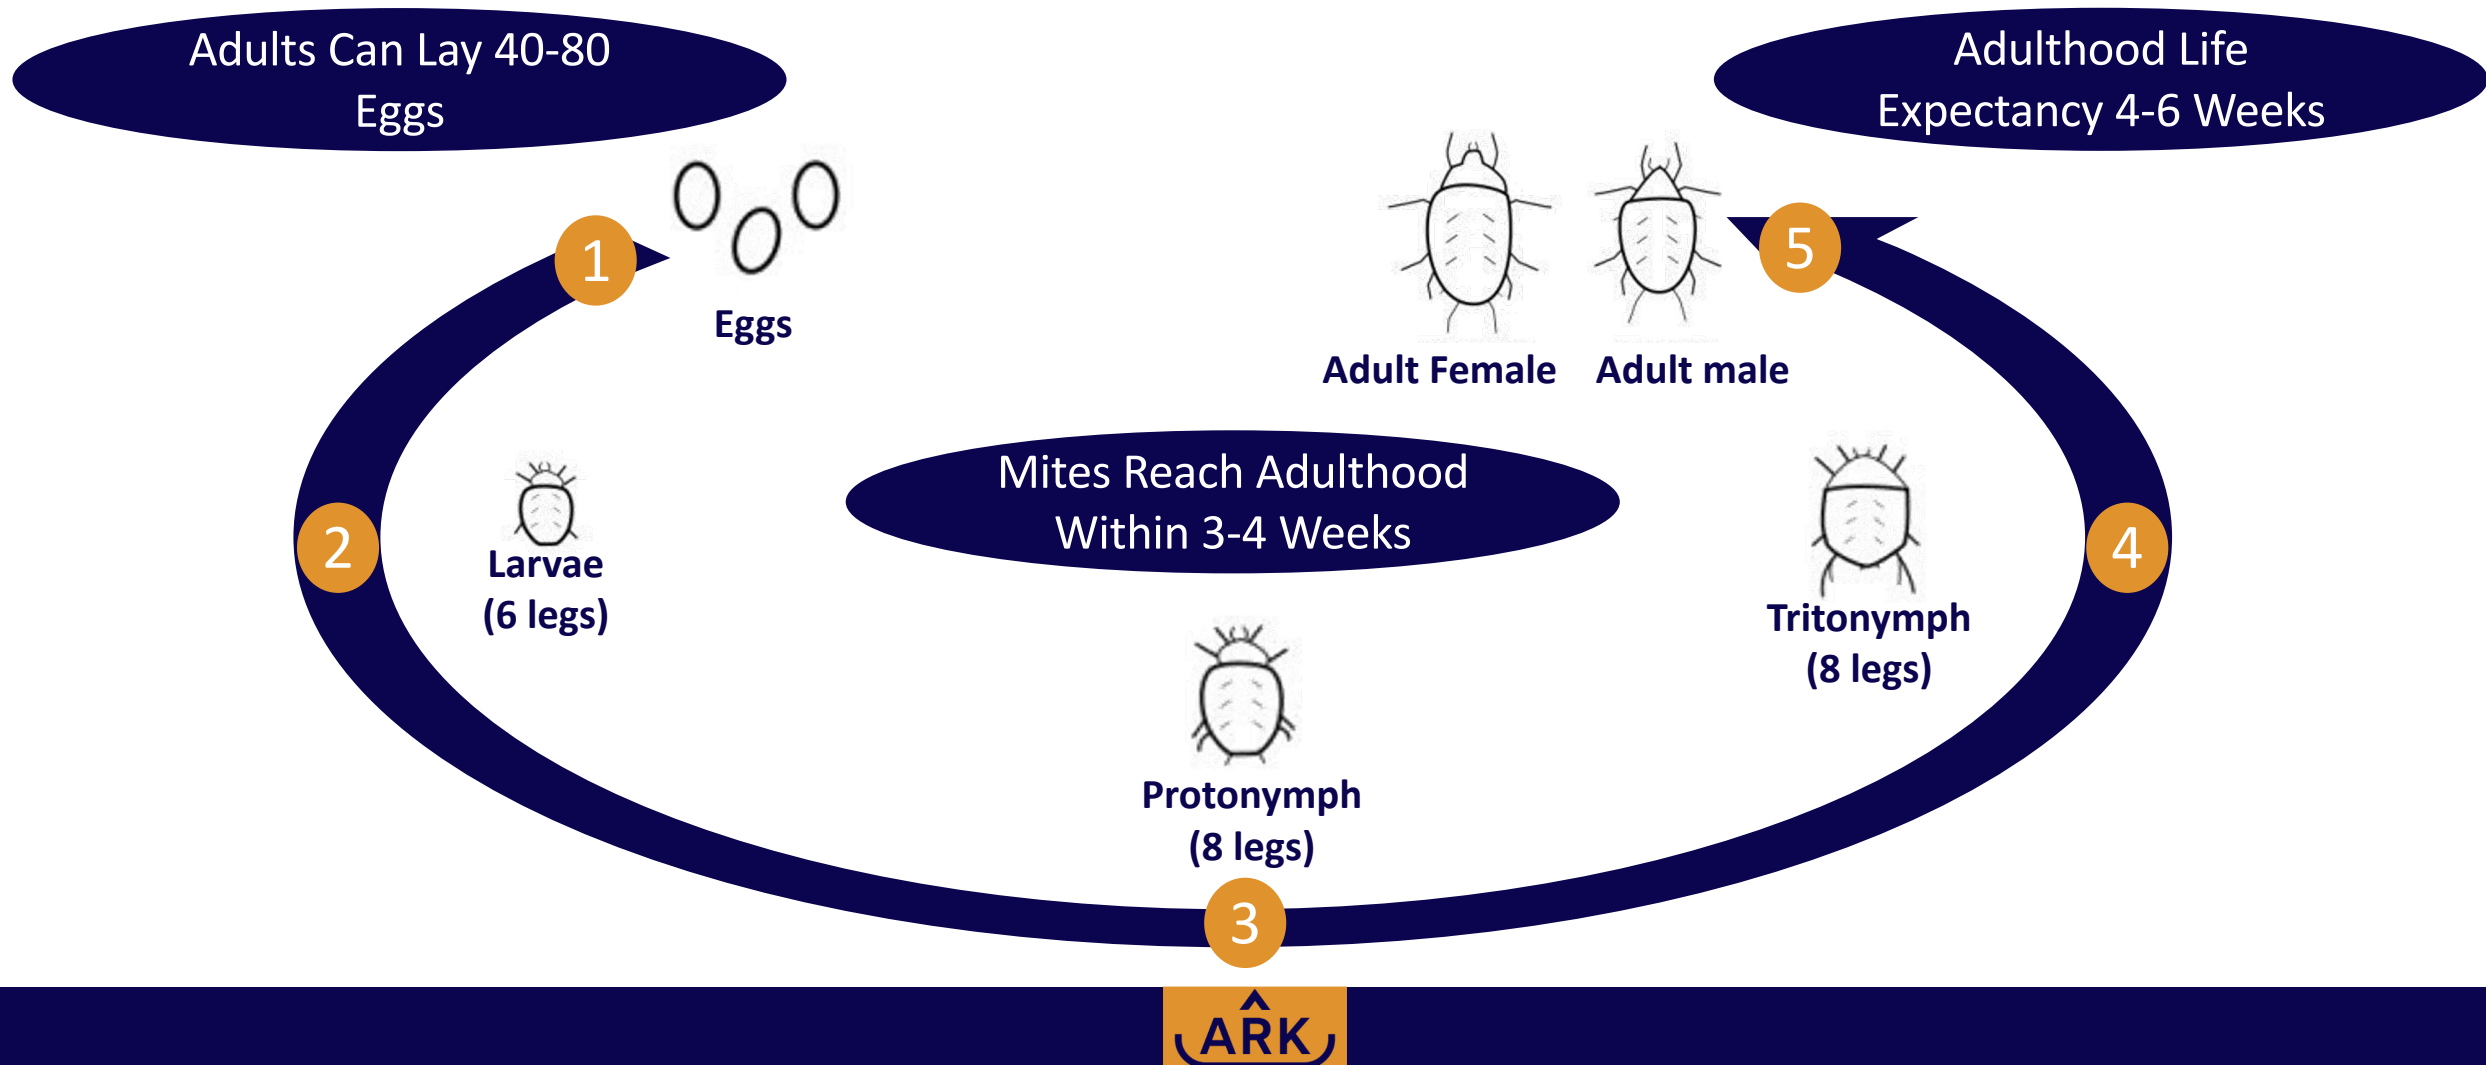 Adults Can Lay 40-80
Eggs
Adulthood Life
Expectancy 4-6 Weeks
1
Eggs
5
Adult Female
Adult male
Mites Reach Adulthood
Within 3-4 Weeks
2
Larvae
(6 legs)
4
Tritonymph
(8 legs)
Protonymph
(8 legs)
3
ARK